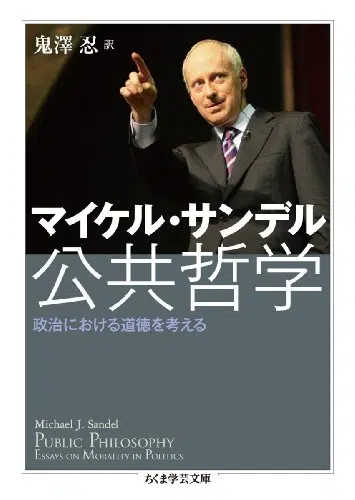 鬼澤 忍 訳
マイケル・サンデル
公共哲学
政治における道徳を考える
Michael J. Sandel
PUBLIC PHILOSOPHY
ESSAYS ON MORALITY IN POLITICS
ちくま学芸文庫